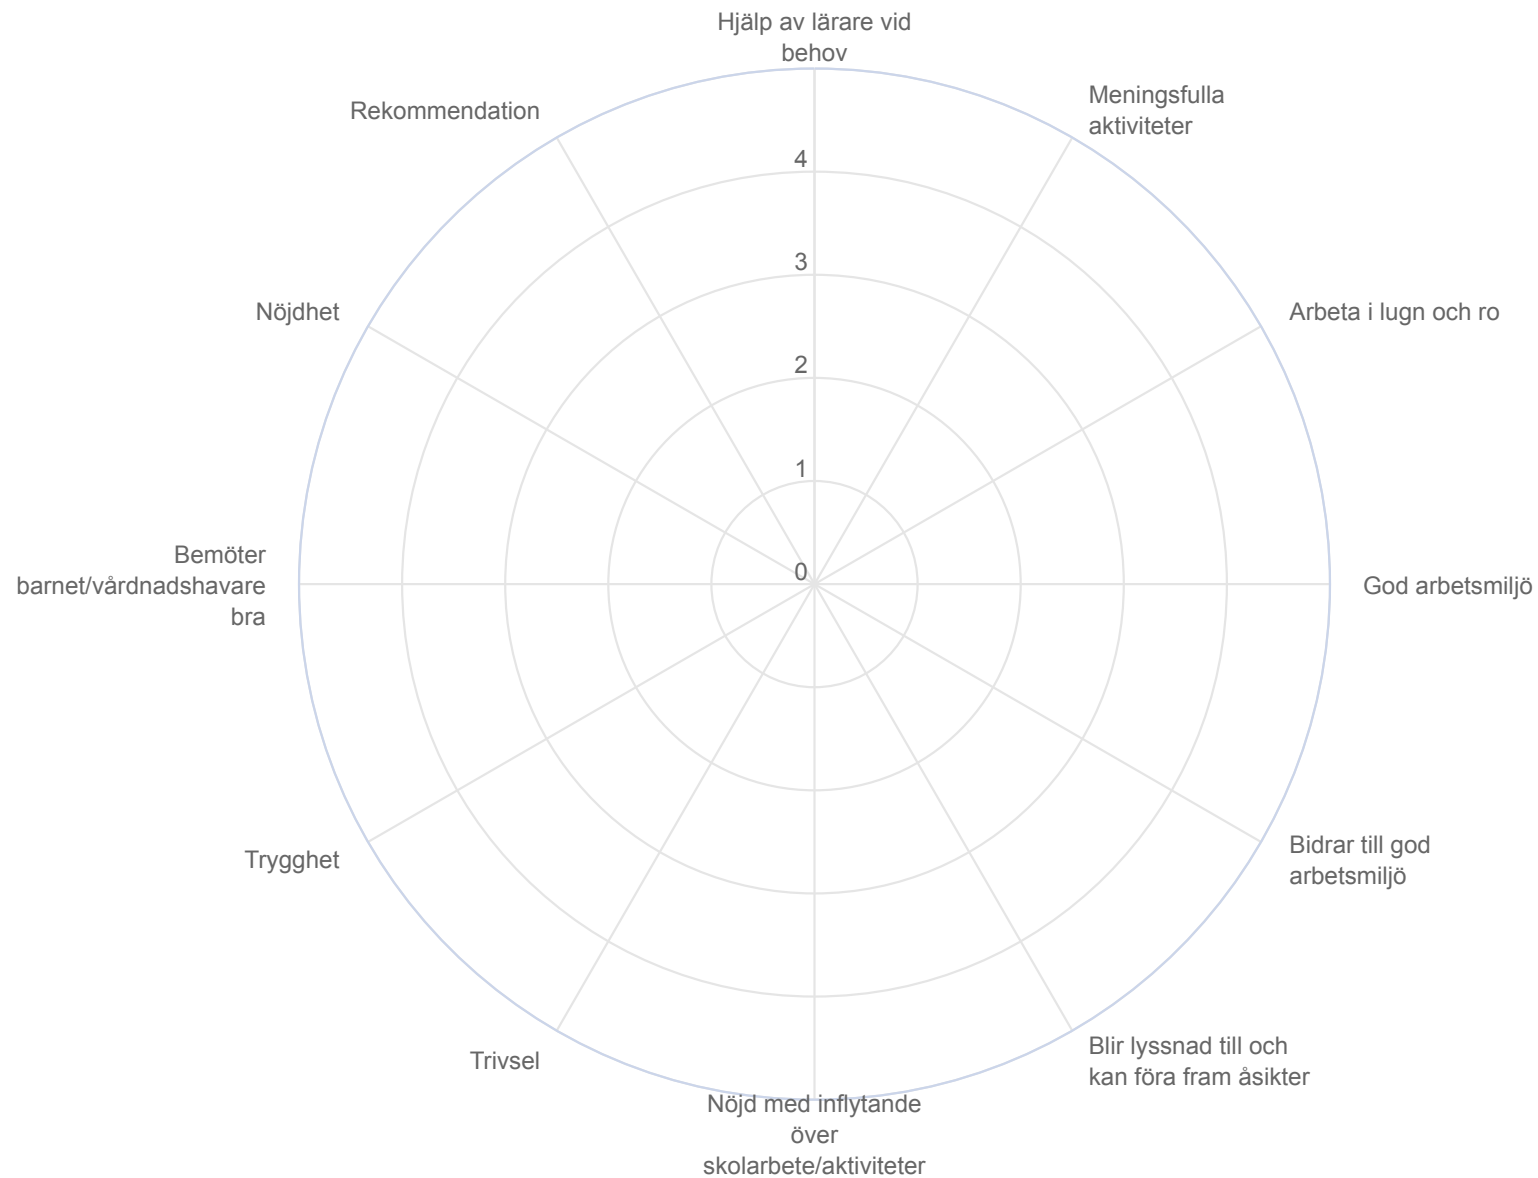 Hjälp av lärare vid
behov
Meningsfulla
aktiviteter
Arbeta i lugn och ro
God arbetsmiljö
Bidrar till god
arbetsmiljö
Blir lyssnad till och
kan föra fram åsikter
Nöjd med inflytande
över
skolarbete/aktiviteter
Trivsel
Trygghet
Bemöter
barnet/vårdnadshavare
bra
Nöjdhet
Rekommendation
4
3
2
1
0